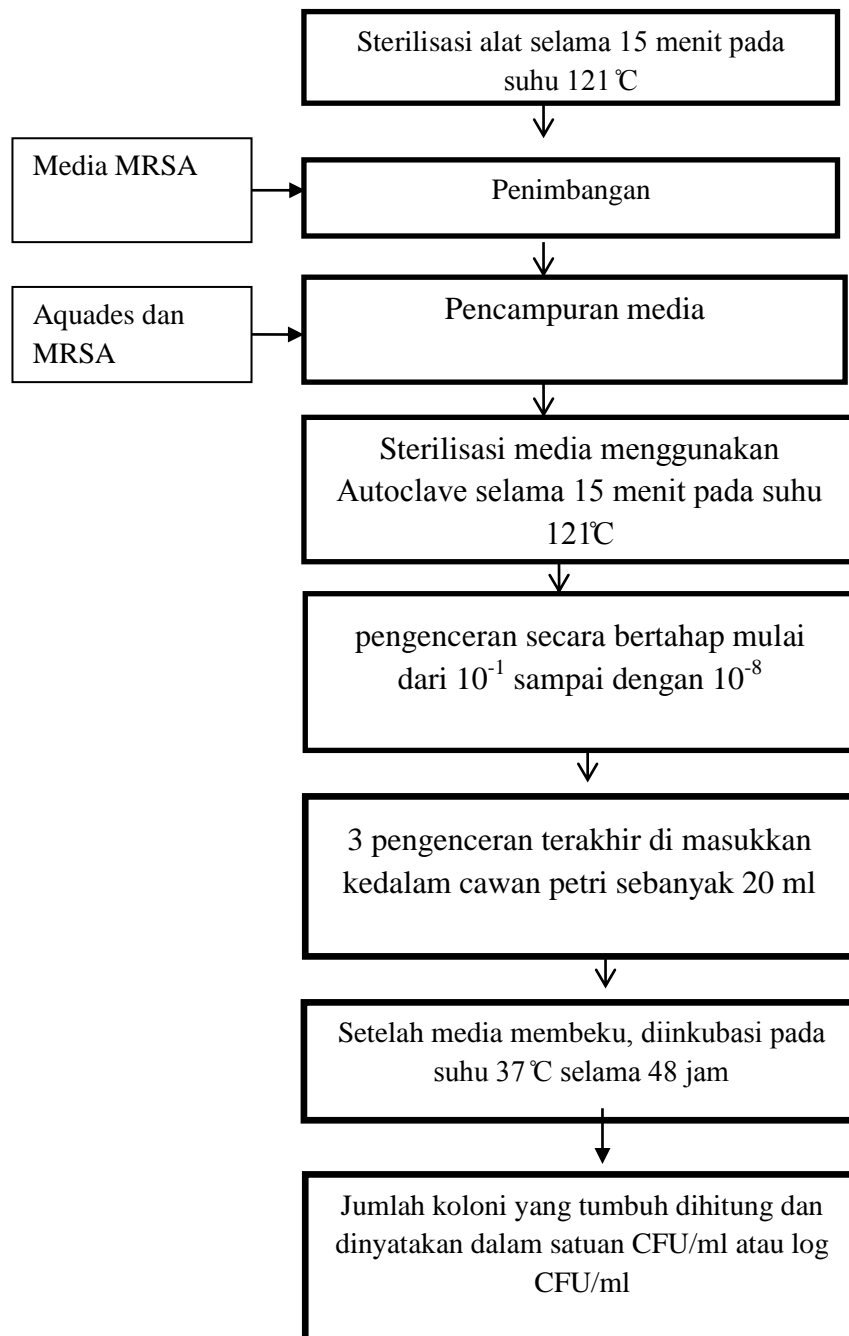 Sterilisasi alat selama 15 menit pada
suhu 121℃
Media MRSA
Penimbangan
Aquades dan
MRSA
Pencampuran media
Sterilisasi media menggunakan
Autoclave selama 15 menit pada suhu
121℃
pengenceran secara bertahap mulai
dari 10⁻¹ sampai dengan 10⁻⁸
3 pengenceran terakhir di masukkan
kedalam cawan petri sebanyak 20 ml
Setelah media membeku, diinkubasi pada
suhu 37℃ selama 48 jam
Jumlah koloni yang tumbuh dihitung dan
dinyatakan dalam satuan CFU/ml atau log
CFU/ml